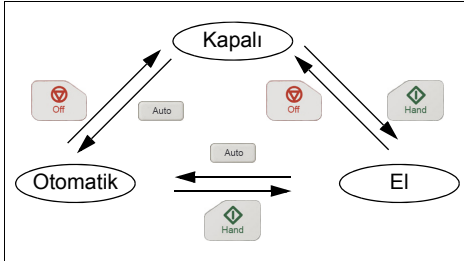 Kapalı
Off
Auto
Off
Hand
Auto
Otomatik
El
Hand